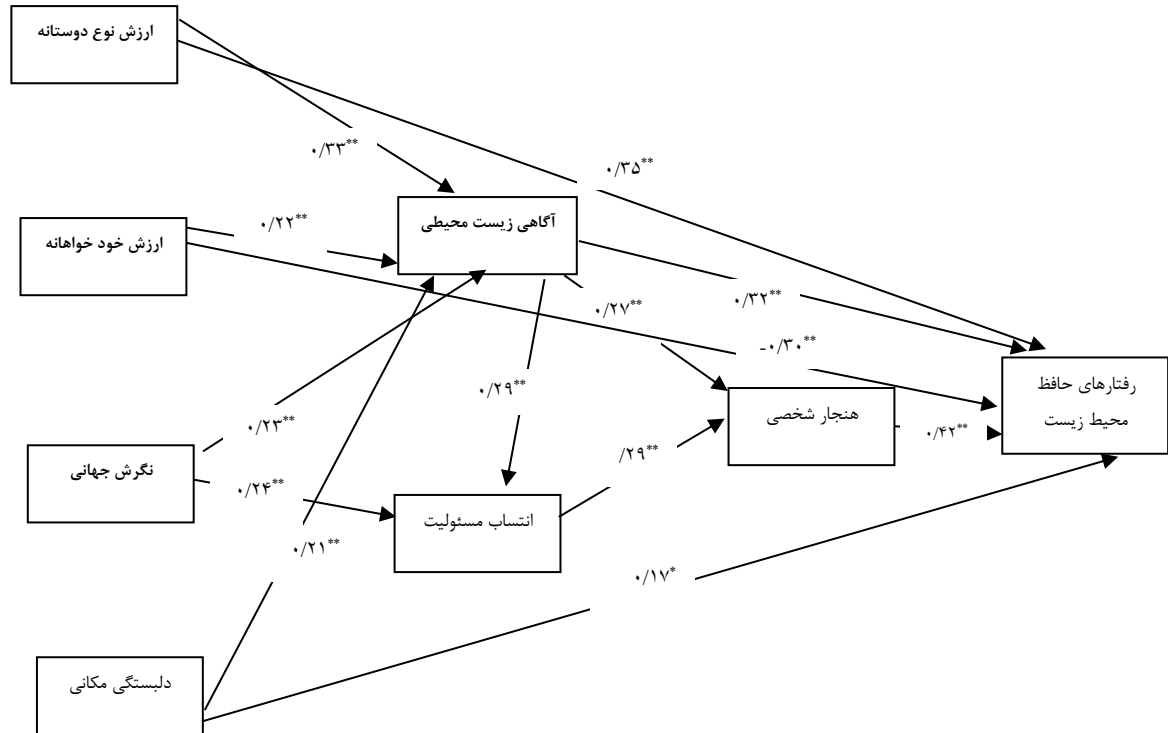 ارزش نوع دوستانه
۰/۳۳**
۰/۳۵**
آگاهی زیست محیطی
ارزش خود خواهانه
۰/۲۲**
۰/۲۷**
۰/۳۲**
-۰/۳۰**
رفتارهای حافظ
محیط زیست
۰/۲۹**
هنجار شخصی
۰/۴۲**
۰/۲۳**
نگرش جهانی
۰/۲۴**
/۲۹**
انتساب مسئولیت
۰/۲۱**
۰/۱۷*
دلبستگی مکانی